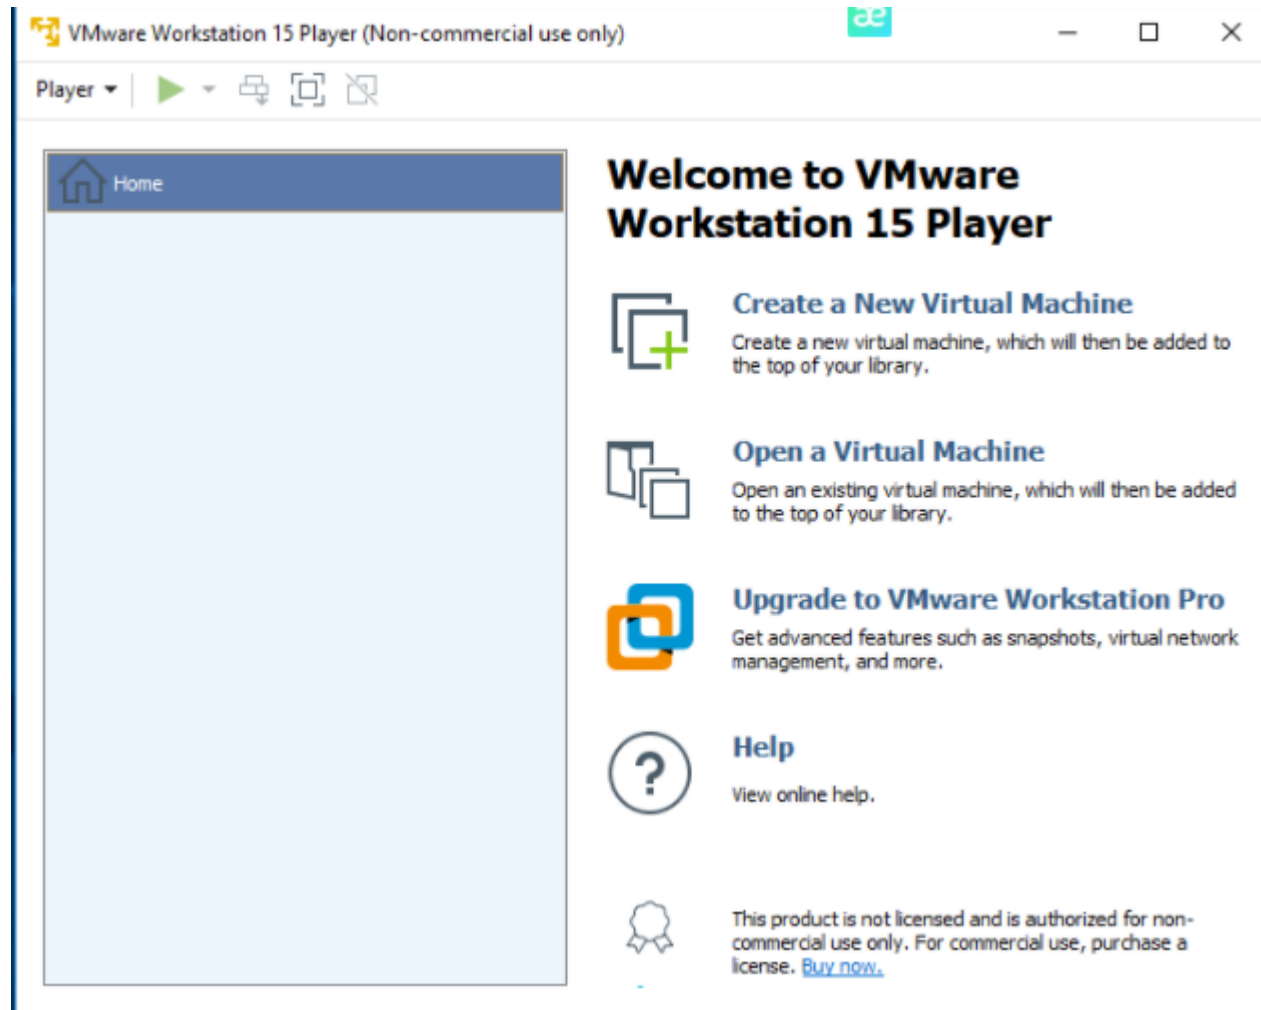 VMware Workstation 15 Player (Non-commercial use only)
æ
Player
Home
Welcome to VMware
Workstation 15 Player
Create a New Virtual Machine
Create a new virtual machine, which will then be added to
the top of your library.
Open a Virtual Machine
Open an existing virtual machine, which will then be added
to the top of your library.
Upgrade to VMware Workstation Pro
Get advanced features such as snapshots, virtual network
management, and more.
?
Help
View online help.
This product is not licensed and is authorized for non-
commercial use only. For commercial use, purchase a
license. Buy now.